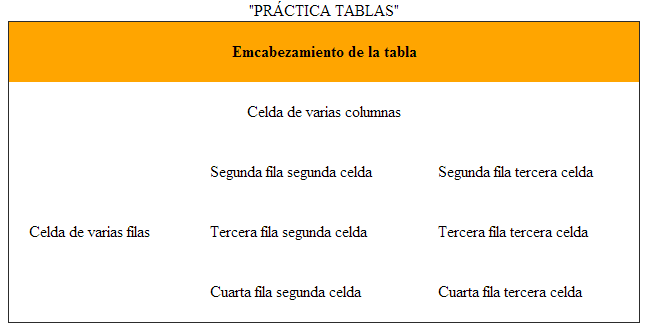 "PRÁCTICA TABLAS"
Emcabezamiento de la tabla
Celda de varias columnas
Segunda fila segunda celda
Segunda fila tercera celda
Celda de varias filas
Tercera fila segunda celda
Tercera fila tercera celda
Cuarta fila segunda celda
Cuarta fila tercera celda